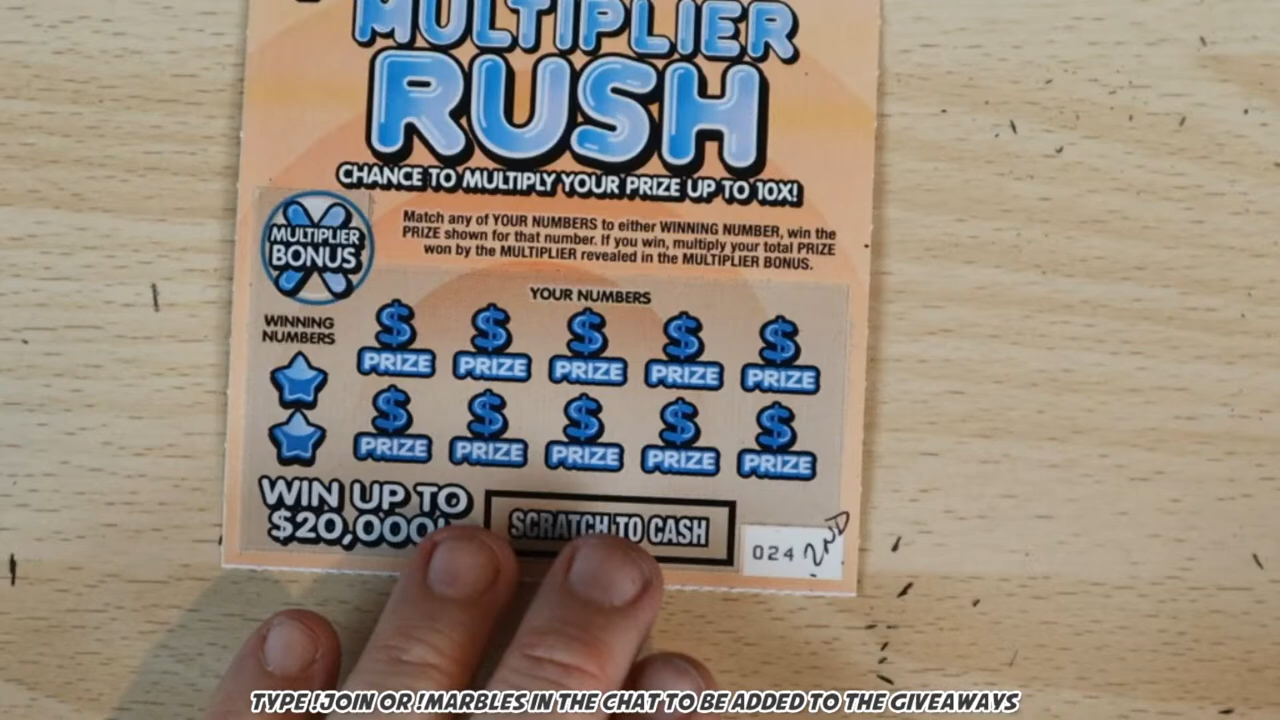 MULTIPLIER
RUSH
CHANCE TO MULTIPLY YOUR PRIZE UP TO 10X!
Match any of YOUR NUMBERS to either WINNING NUMBER, win the
PRIZE shown for that number. If you win, multiply your total PRIZE
won by the MULTIPLIER revealed in the MULTIPLIER BONUS.
MULTIPLIER
BONUS
YOUR NUMBERS
WINNING
NUMBERS
$ $ $ $ $
PRIZE PRIZE PRIZE PRIZE PRIZE
$ $ $ $ $
PRIZE PRIZE PRIZE PRIZE PRIZE
WIN UP TO
$20,000!
SCRATCH TO CASH
024 2ND
TYPE !JOIN OR !MARBLES IN THE CHAT TO BE ADDED TO THE GIVEAWAYS